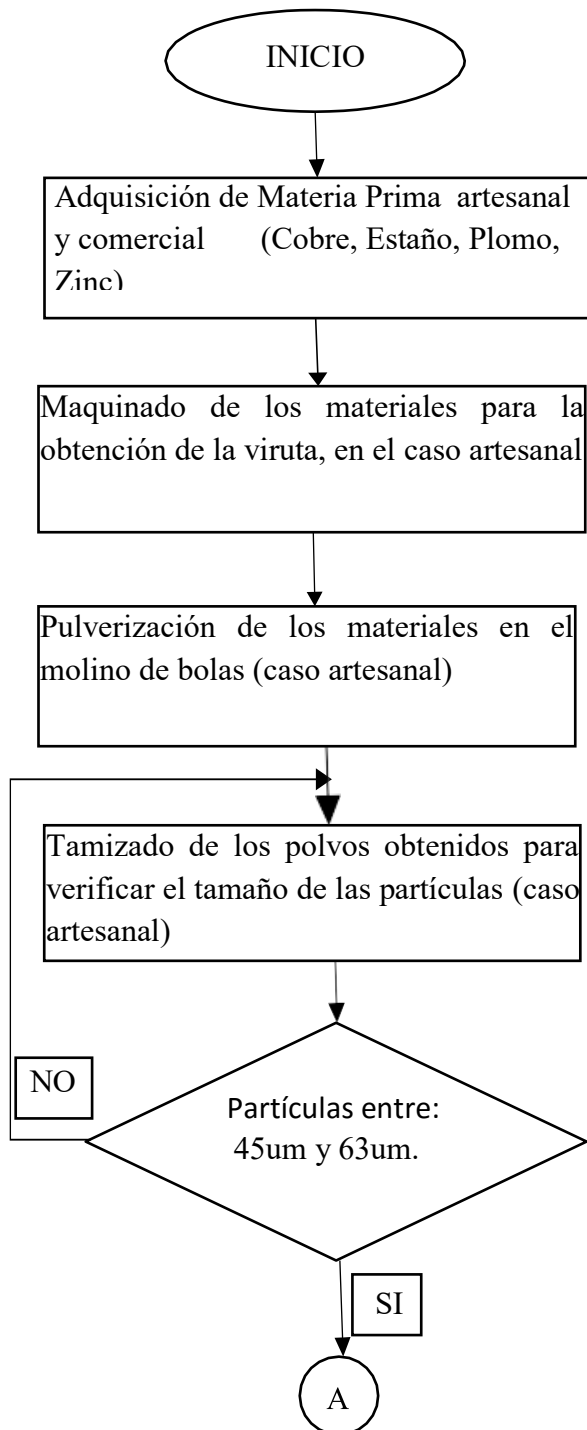 INICIO
Adquisición de Materia Prima artesanal
y comercial (Cobre, Estaño, Plomo,
Zinc)
Maquinado de los materiales para la
obtención de la viruta, en el caso artesanal
Pulverización de los materiales en el
molino de bolas (caso artesanal)
Tamizado de los polvos obtenidos para
verificar el tamaño de las partículas (caso
artesanal)
NO
Partículas entre:
45um y 63um.
SI
A